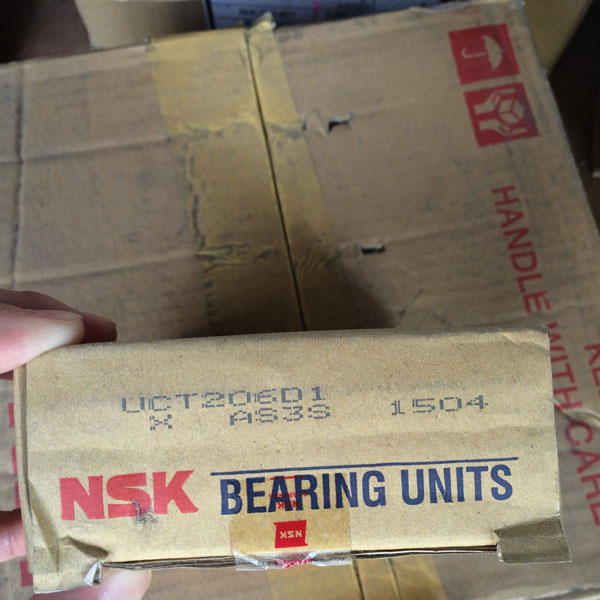 HANDLE WITH CARE
UCT206D1
X AS3S 1504
NSK BEARING UNITS
NSK